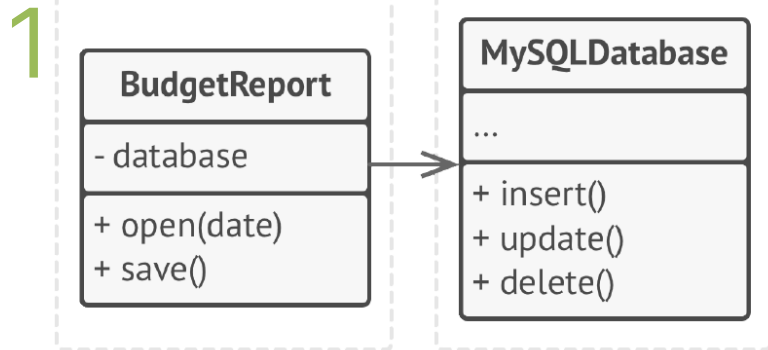 1
BudgetReport
- database
+ open(date)
+ save()
MySQLDatabase
...
+ insert()
+ update()
+ delete()